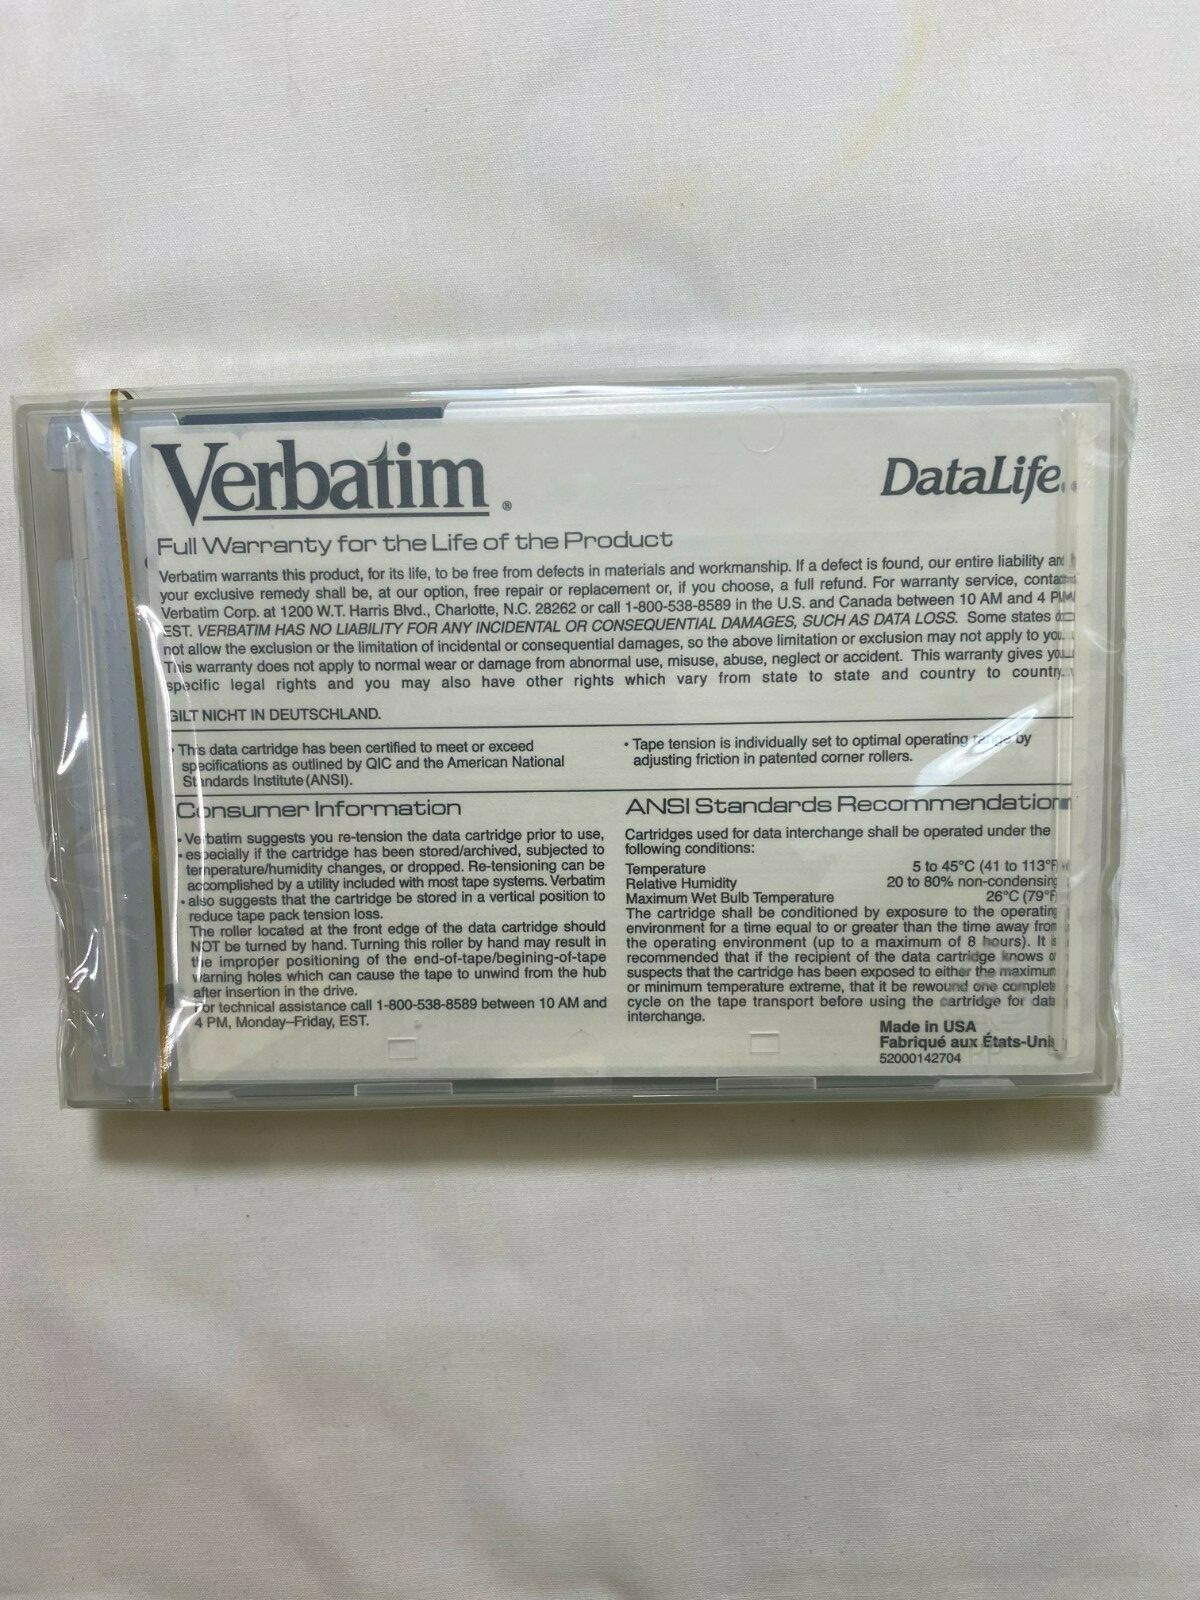 Verbatim®
DataLife
Full Warranty for the Life of the Product
Verbatim warrants this product, for its life, to be free from defects in materials and workmanship. If a defect is found, our entire liability and
your exclusive remedy shall be, at our option, free repair or replacement or, if you choose, a full refund. For warranty service, contact
Verbatim Corp. at 1200 W.T. Harris Blvd., Charlotte, N.C. 28262 or call 1-800-538-8589 in the U.S. and Canada between 10 AM and 4 PM
EST. VERBATIM HAS NO LIABILITY FOR ANY INCIDENTAL OR CONSEQUENTIAL DAMAGES, SUCH AS DATA LOSS. Some states do
not allow the exclusion or the limitation of incidental or consequential damages, so the above limitation or exclusion may not apply to you.
This warranty does not apply to normal wear or damage from abnormal use, misuse, abuse, neglect or accident. This warranty gives you
specific legal rights and you may also have other rights which vary from state to state and country to country.
GILT NICHT IN DEUTSCHLAND.
• This data cartridge has been certified to meet or exceed
specifications as outlined by QIC and the American National
Standards Institute (ANSI).
• Tape tension is individually set to optimal operating range by
adjusting friction in patented corner rollers.
Consumer Information
• Verbatim suggests you re-tension the data cartridge prior to use,
• especially if the cartridge has been stored/archived, subjected to
temperature/humidity changes, or dropped. Re-tensioning can be
accomplished by a utility included with most tape systems. Verbatim
• also suggests that the cartridge be stored in a vertical position to
reduce tape pack tension loss.
The roller located at the front edge of the data cartridge should
NOT be turned by hand. Turning this roller by hand may result in
the improper positioning of the end-of-tape/begining-of-tape
warning holes which can cause the tape to unwind from the hub
after insertion in the drive.
For technical assistance call 1-800-538-8589 between 10 AM and
4 PM, Monday–Friday, EST.
ANSI Standards Recommendation
Cartridges used for data interchange shall be operated under the
following conditions:
Temperature 5 to 45°C (41 to 113°F)
Relative Humidity 20 to 80% non-condensing
Maximum Wet Bulb Temperature 26°C (79°F)
The cartridge shall be conditioned by exposure to the operating
environment for a time equal to or greater than the time away from
the operating environment (up to a maximum of 8 hours). It is
recommended that if the recipient of the data cartridge knows or
suspects that the cartridge has been exposed to either the maximum
or minimum temperature extreme, that it be rewound one complete
cycle on the tape transport before using the cartridge for data
interchange.
Made in USA
Fabriqué aux États-Unis
52000142704